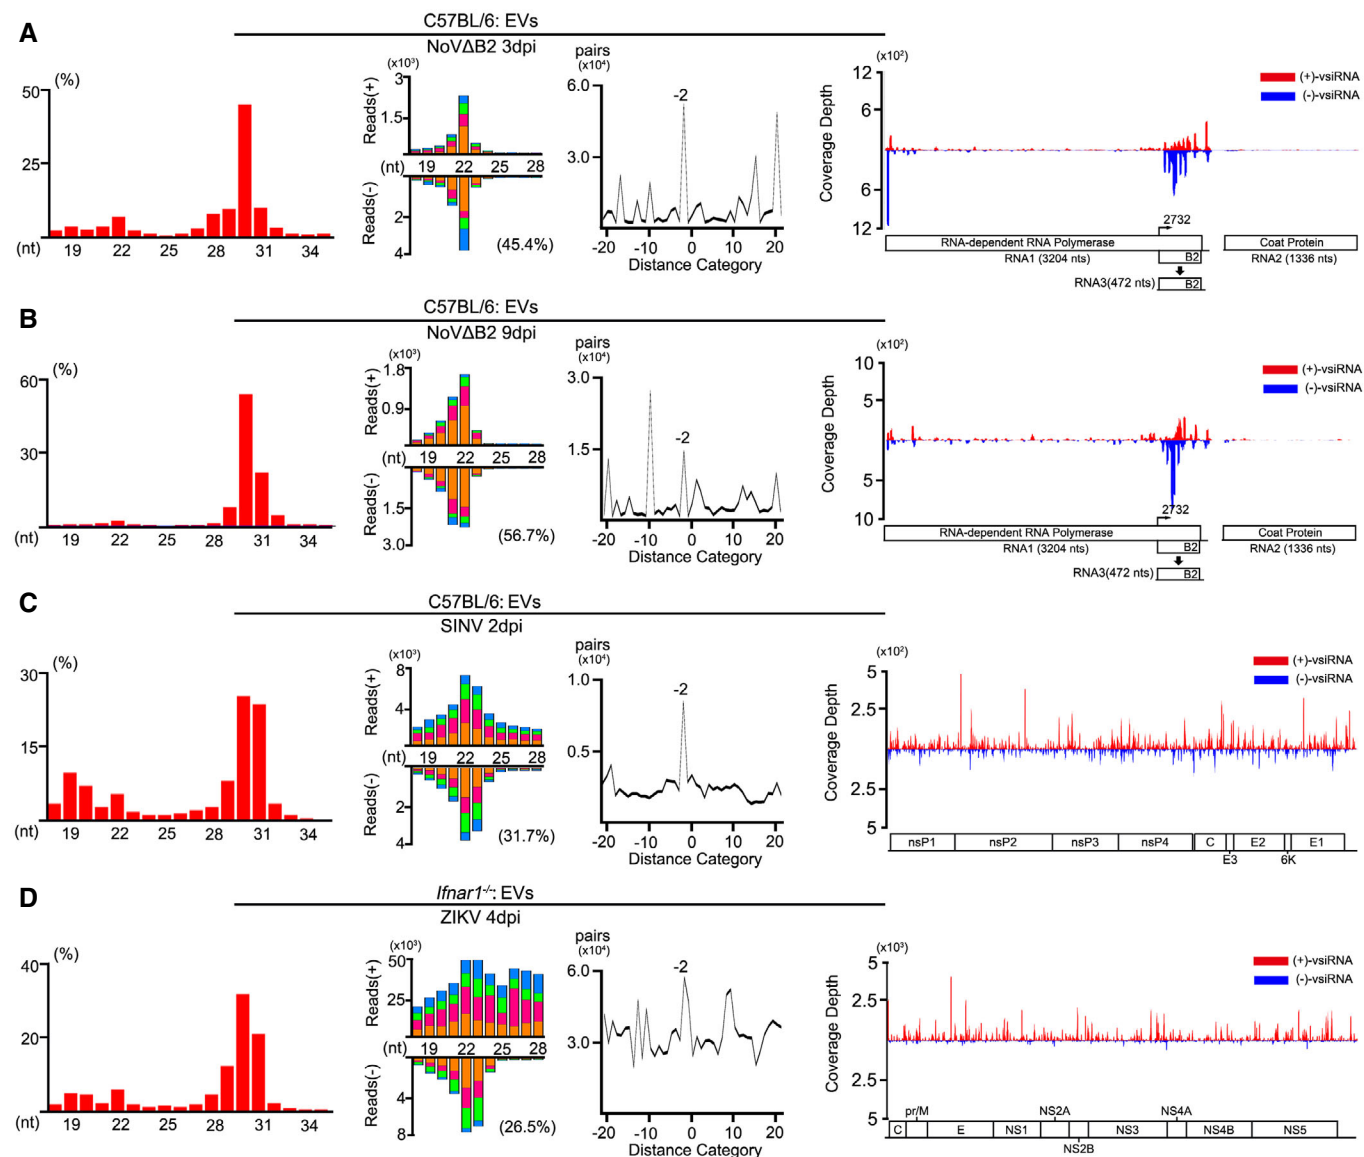 A
C57BL/6: EVs
NoVΔB2 3dpi
(%)
50
25
(nt)
19 22 25 28 31 34
(x10³)
Reads(+)
3
1.5
(nt) 19 22 25 28
Reads(-)
2
4
(45.4%)
pairs
(x10⁴)
6.0
3.0
-2
-20 -10 0 10 20
Distance Category
(x10²)
Coverage Depth
12
6
6
12
(+)-vsiRNA
(-)-vsiRNA
2732
RNA-dependent RNA Polymerase
Coat Protein
RNA1 (3204 nts)
B2
RNA2 (1336 nts)
RNA3(472 nts)
B2
B
C57BL/6: EVs
NoVΔB2 9dpi
(%)
60
30
(nt)
19 22 25 28 31 34
(x10³)
Reads(+)
1.8
0.9
(nt) 19 22 25 28
Reads(-)
1.5
3.0
(56.7%)
pairs
(x10⁴)
3.0
1.5
-2
-20 -10 0 10 20
Distance Category
(x10²)
Coverage Depth
10
5
5
10
(+)-vsiRNA
(-)-vsiRNA
2732
RNA-dependent RNA Polymerase
Coat Protein
RNA1 (3204 nts)
B2
RNA2 (1336 nts)
RNA3(472 nts)
B2
C
C57BL/6: EVs
SINV 2dpi
(%)
30
15
(nt)
19 22 25 28 31 34
(x10³)
Reads(+)
8
4
(nt) 19 22 25 28
Reads(-)
2
4
(31.7%)
pairs
(x10⁴)
1.0
0.5
-2
-20 -10 0 10 20
Distance Category
(x10²)
Coverage Depth
5
2.5
2.5
5
(+)-vsiRNA
(-)-vsiRNA
nsP1 nsP2 nsP3 nsP4 C E2 E1
E3 6K
D
Ifnar1⁻/⁻: EVs
ZIKV 4dpi
(%)
40
20
(nt)
19 22 25 28 31 34
(x10³)
Reads(+)
50
25
(nt) 19 22 25 28
Reads(-)
4
8
(26.5%)
pairs
(x10⁴)
6.0
3.0
-2
-20 -10 0 10 20
Distance Category
(x10³)
Coverage Depth
5
2.5
2.5
5
(+)-vsiRNA
(-)-vsiRNA
pr/M NS2A NS4A
C E NS1 NS3 NS4B NS5
NS2B